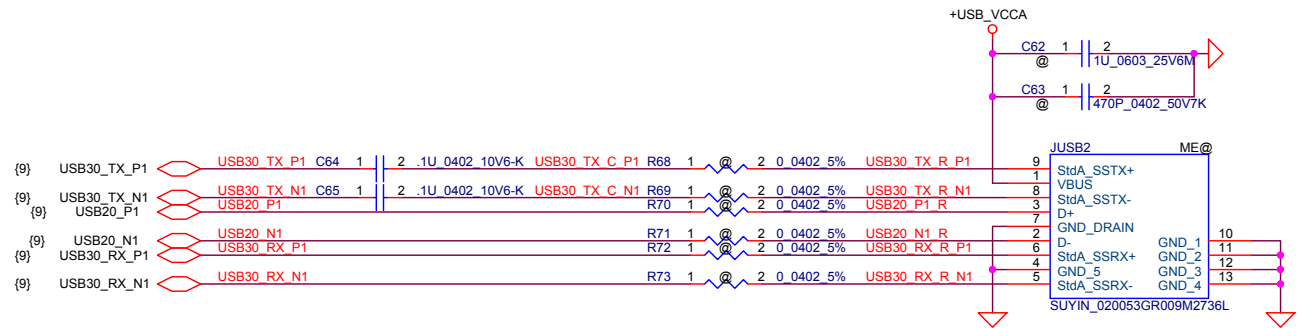 +USB_VCCA
C62 1 2
@ 1U_0603_25V6M
C63 1 2
@ 470P_0402_50V7K
JUSB2 ME@
{9} USB30_TX_P1 USB30_TX_P1 C64 1 2 .1U_0402_10V6-K USB30_TX_C_P1 R68 1 @ 2 0_0402_5% USB30_TX_R_P1 9 StdA_SSTX+
1 VBUS
{9} USB30_TX_N1 USB30_TX_N1 C65 1 2 .1U_0402_10V6-K USB30_TX_C_N1 R69 1 @ 2 0_0402_5% USB30_TX_R_N1 8 StdA_SSTX-
{9} USB20_P1 USB20_P1 R70 1 @ 2 0_0402_5% USB20_P1_R 3 D+
7 GND_DRAIN
{9} USB20_N1 USB20_N1 R71 1 @ 2 0_0402_5% USB20_N1_R 2 D- GND_1 10
{9} USB30_RX_P1 USB30_RX_P1 R72 1 @ 2 0_0402_5% USB30_RX_R_P1 6 StdA_SSRX+ GND_2 11
4 GND_5 GND_3 12
{9} USB30_RX_N1 USB30_RX_N1 R73 1 @ 2 0_0402_5% USB30_RX_R_N1 5 StdA_SSRX- GND_4 13
SUYIN_020053GR009M2736L